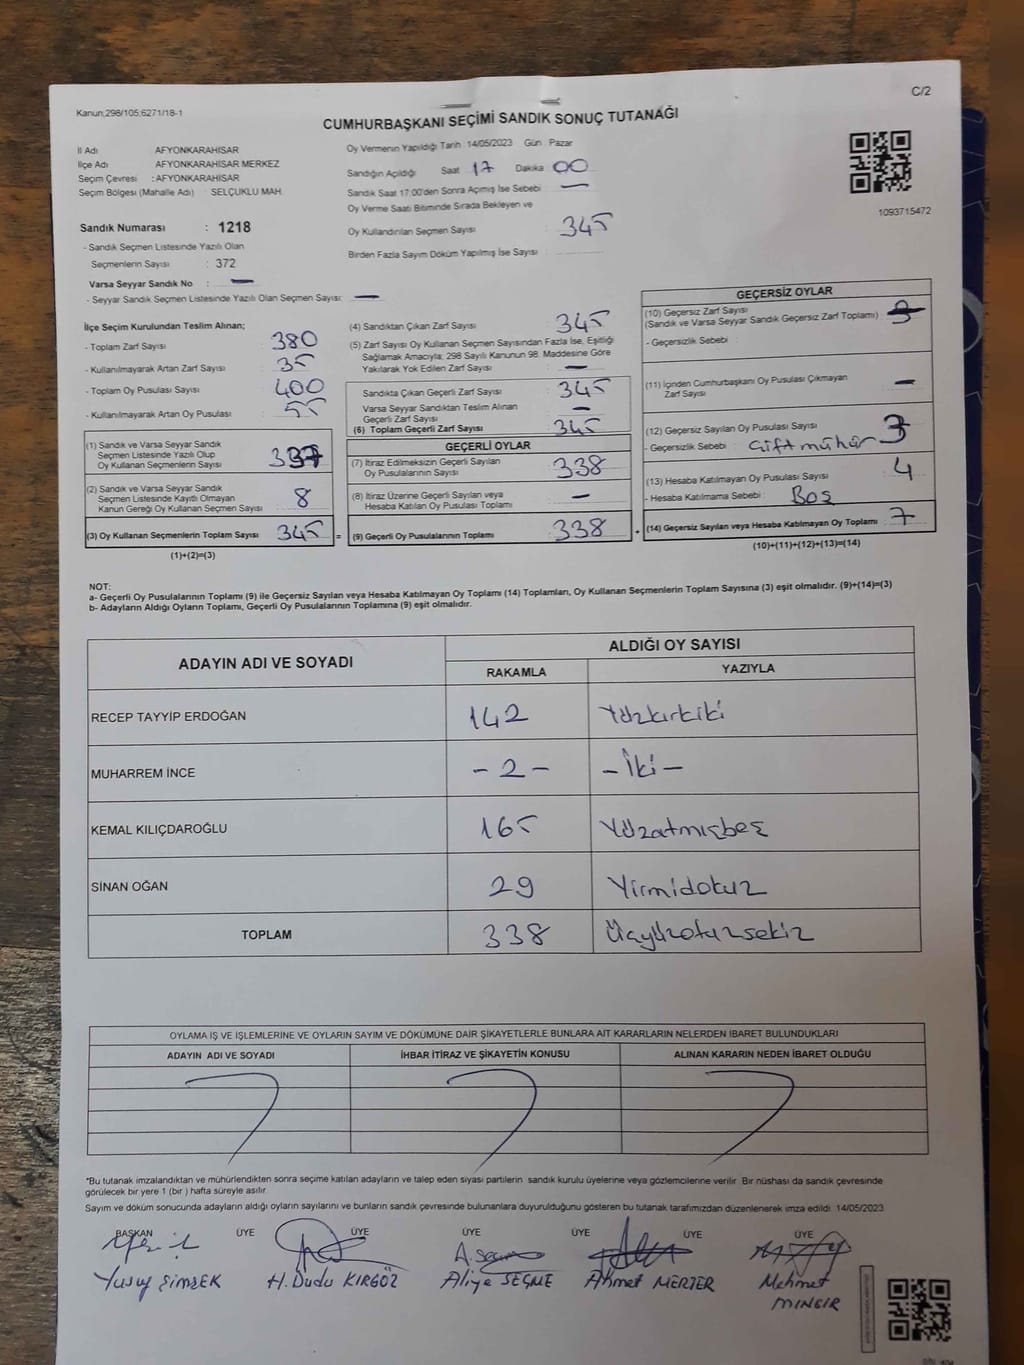 C/2
Kanun;298/105;6271/18-1
CUMHURBAŞKANI SEÇİMİ SANDIK SONUÇ TUTANAĞI
İl Adı AFYONKARAHİSAR
İlçe Adı AFYONKARAHİSAR MERKEZ
Seçim Çevresi : AFYONKARAHİSAR
Seçim Bölgesi (Mahalle Adı) : SELÇUKLU MAH.
Sandık Numarası : 1218
- Sandık Seçmen Listesinde Yazılı Olan
Seçmenlerin Sayısı : 372
Varsa Seyyar Sandık No : —
- Seyyar Sandık Seçmen Listesinde Yazılı Olan Seçmen Sayısı: —
Oy Vermenin Yapıldığı Tarih 14/05/2023 Gün Pazar
Sandığın Açıldığı Saat 17 Dakika 00
Sandık Saat 17:00'den Sonra Açımış İse Sebebi : —
Oy Verme Saati Bitiminde Sırada Bekleyen ve
Oy Kullandırılan Seçmen Sayısı : 345
Birden Fazla Sayım Döküm Yapılmış İse Sayısı :
1093715472
İlçe Seçim Kurulundan Teslim Alınan;
- Toplam Zarf Sayısı : 380
- Kullanılmayarak Artan Zarf Sayısı : 35
- Toplam Oy Pusulası Sayısı : 400
- Kullanılmayarak Artan Oy Pusulası : 55
(1) Sandık ve Varsa Seyyar Sandık
Seçmen Listesinde Yazılı Olup
Oy Kullanan Seçmenlerin Sayısı : 337
(2) Sandık ve Varsa Seyyar Sandık
Seçmen Listesinde Kayıtlı Olmayan
Kanun Gereği Oy Kullanan Seçmen Sayısı : 8
(3) Oy Kullanan Seçmenlerin Toplam Sayısı : 345 =
(1)+(2)=(3)
(4) Sandıktan Çıkan Zarf Sayısı : 345
(5) Zarf Sayısı Oy Kullanan Seçmen Sayısından Fazla İse, Eşitliği
Sağlamak Amacıyla; 298 Sayılı Kanunun 98. Maddesine Göre
Yakılarak Yok Edilen Zarf Sayısı : —
Sandıkta Çıkan Geçerli Zarf Sayısı : 345
Varsa Seyyar Sandıktan Teslim Alınan
Geçerli Zarf Sayısı : —
(6) Toplam Geçerli Zarf Sayısı : 345
GEÇERLİ OYLAR
(7) İtiraz Edilmeksizin Geçerli Sayılan
Oy Pusulalarının Sayısı : 338
(8) İtiraz Üzerine Geçerli Sayılan veya
Hesaba Katılan Oy Pusulası Toplamı : —
(9) Geçerli Oy Pusulalarının Toplamı : 338 +
GEÇERSİZ OYLAR
(10) Geçersiz Zarf Sayısı
(Sandık ve Varsa Seyyar Sandık Geçersiz Zarf Toplamı) :
- Geçersizlik Sebebi :
(11) İçinden Cumhurbaşkanı Oy Pusulası Çıkmayan
Zarf Sayısı : —
(12) Geçersiz Sayılan Oy Pusulası Sayısı : 3
- Geçersizlik Sebebi : Çift mühür
(13) Hesaba Katılmayan Oy Pusulası Sayısı : 4
- Hesaba Katılmama Sebebi : Boş
(14) Geçersiz Sayılan veya Hesaba Katılmayan Oy Toplamı : 7
(10)+(11)+(12)+(13)=(14)
NOT:
a- Geçerli Oy Pusulalarının Toplamı (9) ile Geçersiz Sayılan veya Hesaba Katılmayan Oy Toplamı (14) Toplamları, Oy Kullanan Seçmenlerin Toplam Sayısına (3) eşit olmalıdır. (9)+(14)=(3)
b- Adayların Aldığı Oyların Toplamı, Geçerli Oy Pusulalarının Toplamına (9) eşit olmalıdır.
ADAYIN ADI VE SOYADI ALDIĞI OY SAYISI
RAKAMLA YAZIYLA
RECEP TAYYİP ERDOĞAN 142 Yüzkırkiki
MUHARREM İNCE - 2 - - İki -
KEMAL KILIÇDAROĞLU 165 Yüzatmışbeş
SİNAN OĞAN 29 Yirmidokuz
TOPLAM 338 Üçyüzotuzsekiz
OYLAMA İŞ VE İŞLEMLERİNE VE OYLARIN SAYIM VE DÖKÜMÜNE DAİR ŞİKAYETLERLE BUNLARA AİT KARARLARIN NELERDEN İBARET BULUNDUKLARI
ADAYIN ADI VE SOYADI İHBAR İTİRAZ VE ŞİKAYETİN KONUSU ALINAN KARARIN NEDEN İBARET OLDUĞU
*Bu tutanak imzalandıktan ve mühürlendikten sonra seçime katılan adayların ve talep eden siyasi partilerin sandık kurulu üyelerine veya gözlemcilerine verilir. Bir nüshası da sandık çevresinde
görülecek bir yere 1 (bir ) hafta süreyle asılır.
Sayım ve döküm sonucunda adayların aldığı oyların sayılarını ve bunların sandık çevresinde bulunanlara duyurulduğunu gösteren bu tutanak tarafımızdan düzenlenerek imza edildi. 14/05/2023
BAŞKAN ÜYE ÜYE ÜYE ÜYE ÜYE
Yusuf ŞİMŞEK H. Dudu KIRGÖZ Aliye SEÇME Ahmet MERTER Mehmet
MINGIR